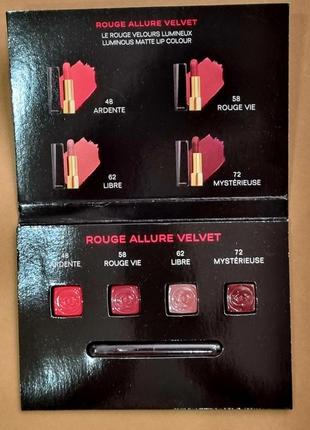 ROUGE ALLURE VELVET
LE ROUGE VELOURS LUMINEUX
LUMINOUS MATTE LIP COLOUR
48
ARDENTE
58
ROUGE VIE
62
LIBRE
72
MYSTÉRIEUSE
ROUGE ALLURE VELVET
48
ARDENTE
58
ROUGE VIE
62
LIBRE
72
MYSTÉRIEUSE